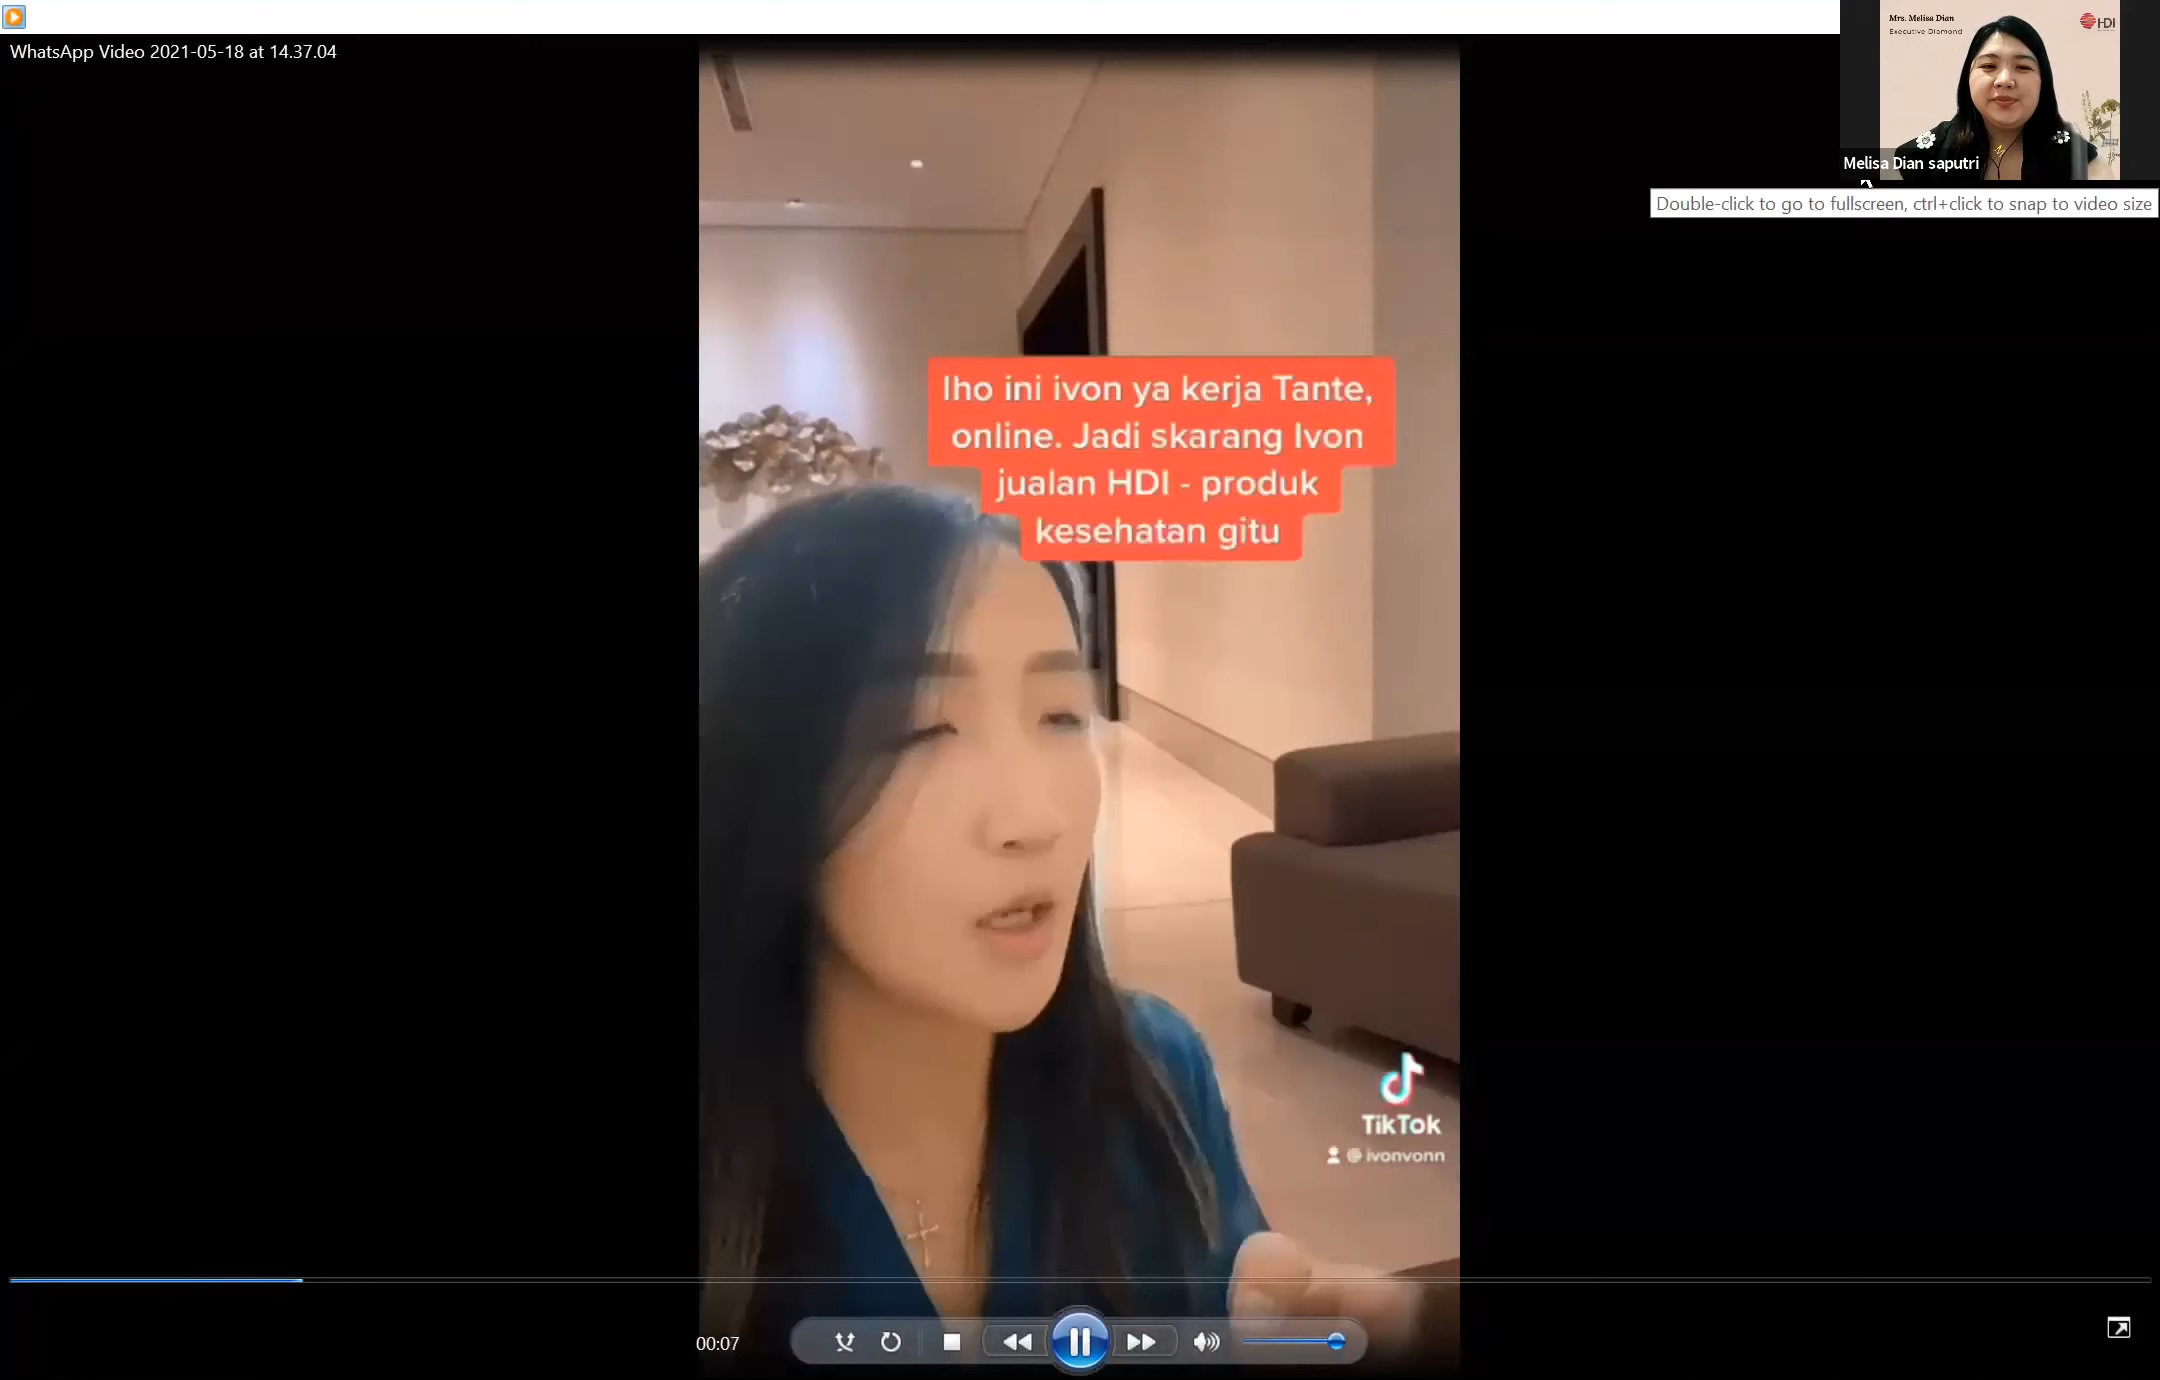 WhatsApp Video 2021-05-18 at 14.37.04
Mrs. Melisa Dian
Executive Diamond
HDI
Melisa Dian saputri
Double-click to go to fullscreen, ctrl+click to snap to video size
lho ini ivon ya kerja Tante,
online. Jadi skarang Ivon
jualan HDI - produk
kesehatan gitu
TikTok
@ivonvonn
00:07